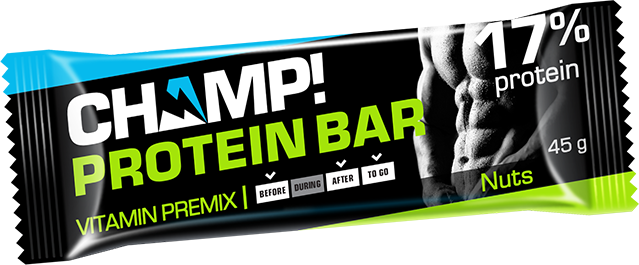 CHAMP!
PROTEIN BAR
VITAMIN PREMIX | BEFORE DURING AFTER TO GO
17%
protein
45 g
Nuts